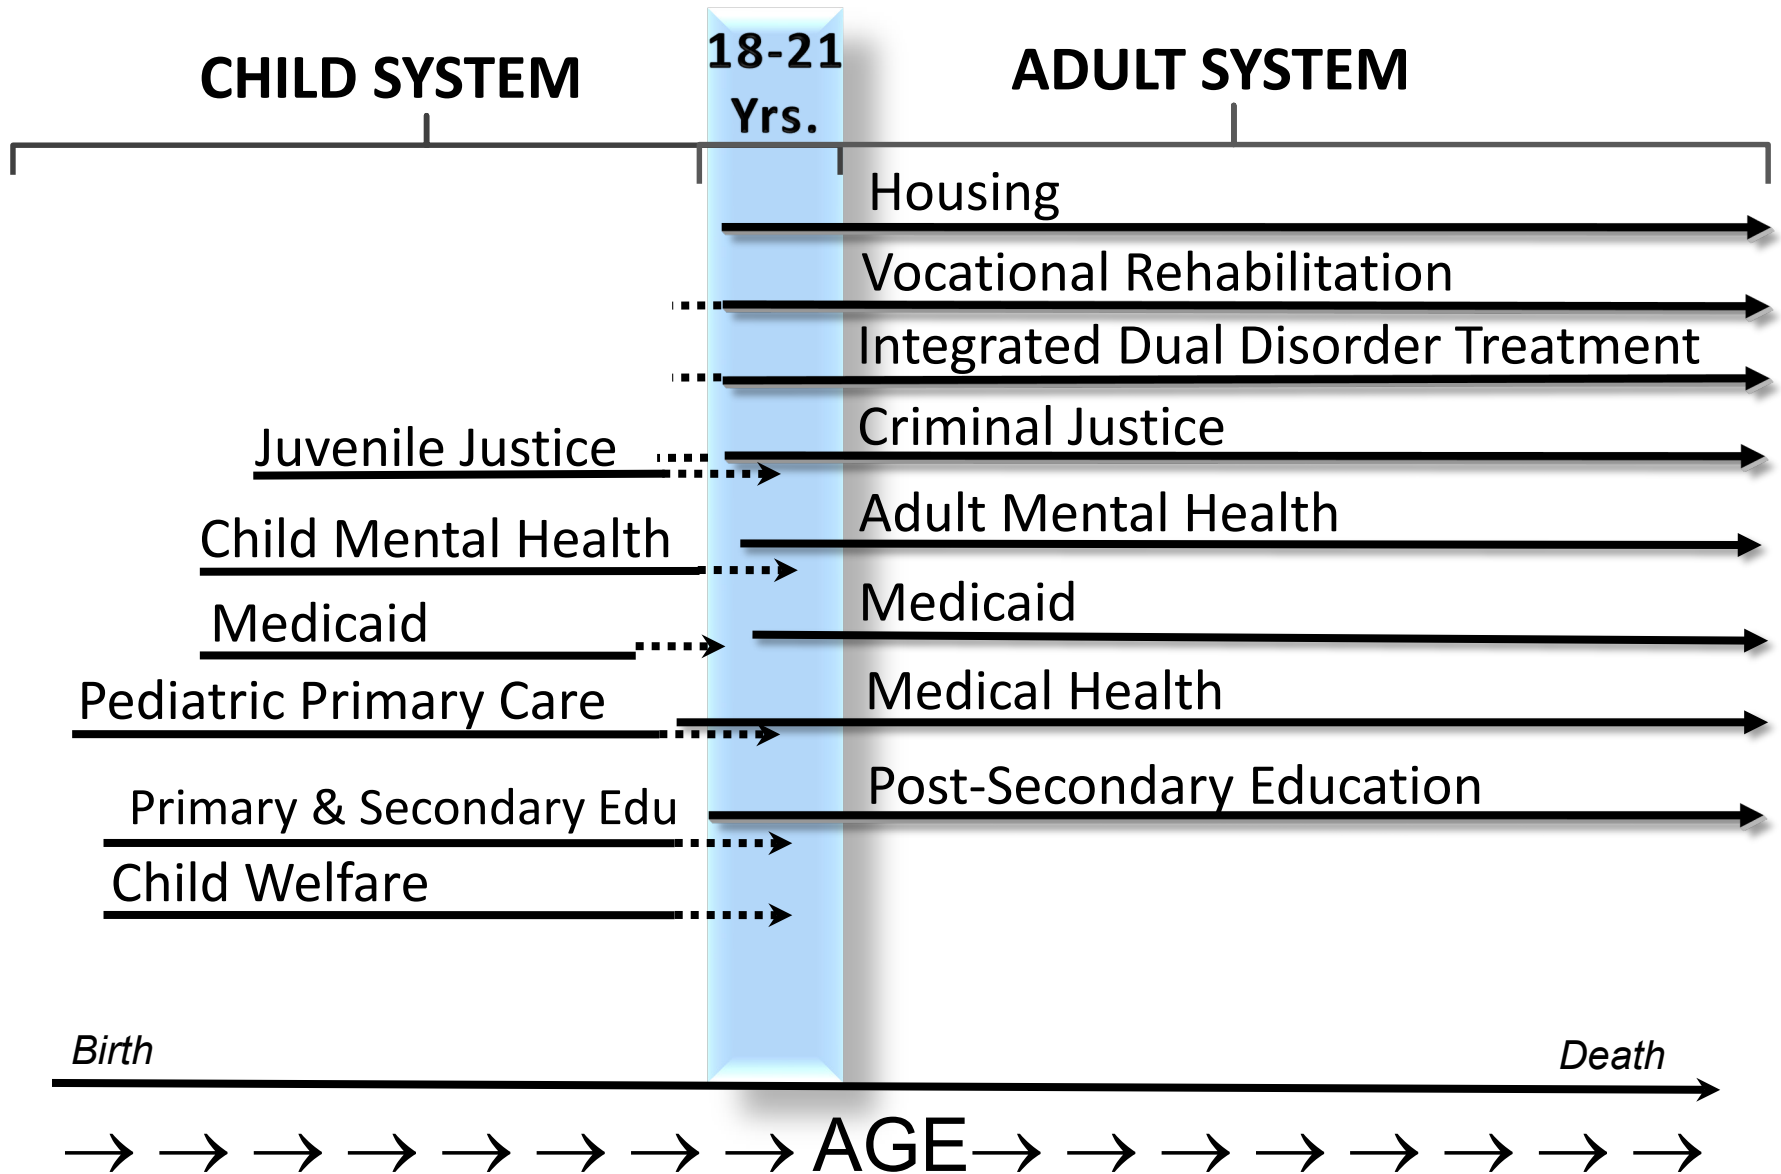 CHILD SYSTEM
18-21
Yrs.
ADULT SYSTEM
Housing
Vocational Rehabilitation
Integrated Dual Disorder Treatment
Juvenile Justice
Criminal Justice
Child Mental Health
Adult Mental Health
Medicaid
Medicaid
Pediatric Primary Care
Medical Health
Primary & Secondary Edu
Post-Secondary Education
Child Welfare
Birth
Death
AGE